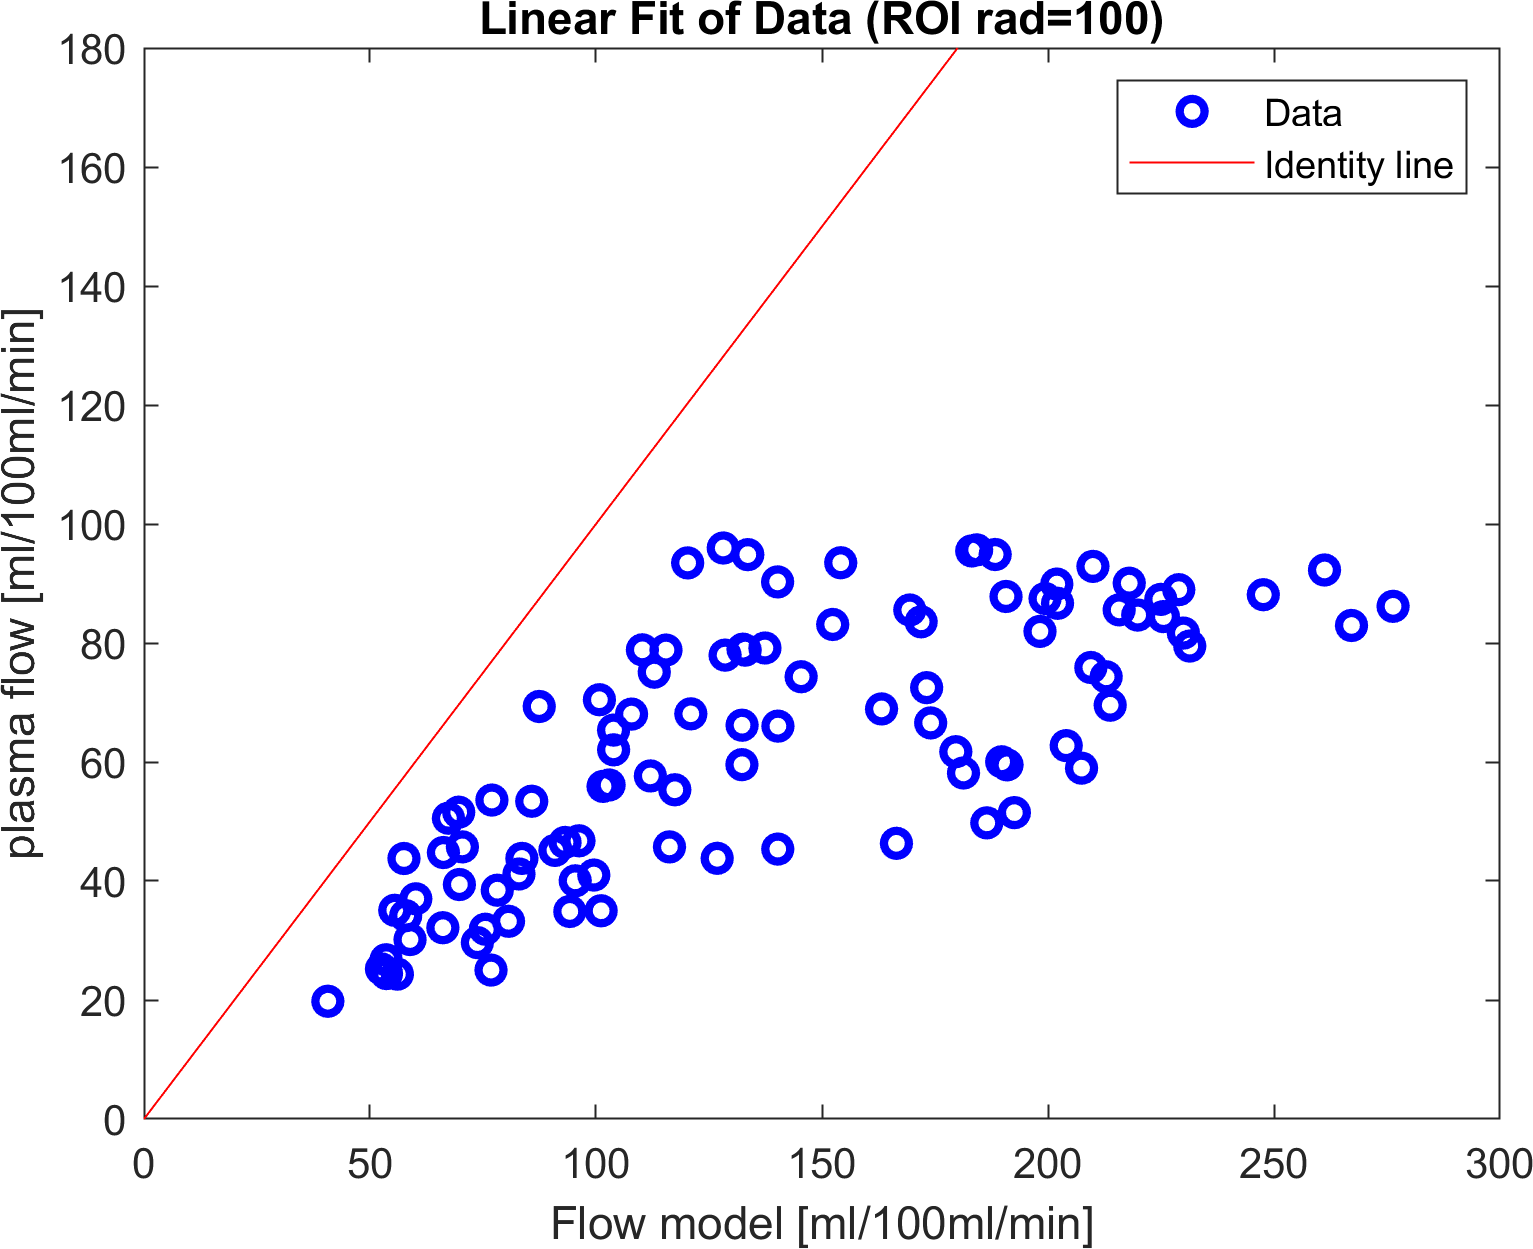 Linear Fit of Data (ROI rad=100)
180
160
140
120
100
80
60
40
20
0
plasma flow [ml/100ml/min]
Data
Identity line
0 50 100 150 200 250 300
Flow model [ml/100ml/min]